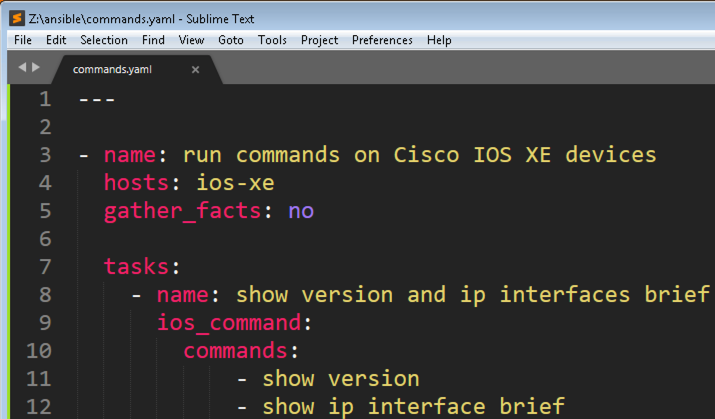 Z:\ansible\commands.yaml - Sublime Text
File Edit Selection Find View Goto Tools Project Preferences Help
commands.yaml ×
1 ---
2
3 - name: run commands on Cisco IOS XE devices
4 hosts: ios-xe
5 gather_facts: no
6
7 tasks:
8 - name: show version and ip interfaces brief
9 ios_command:
10 commands:
11 - show version
12 - show ip interface brief